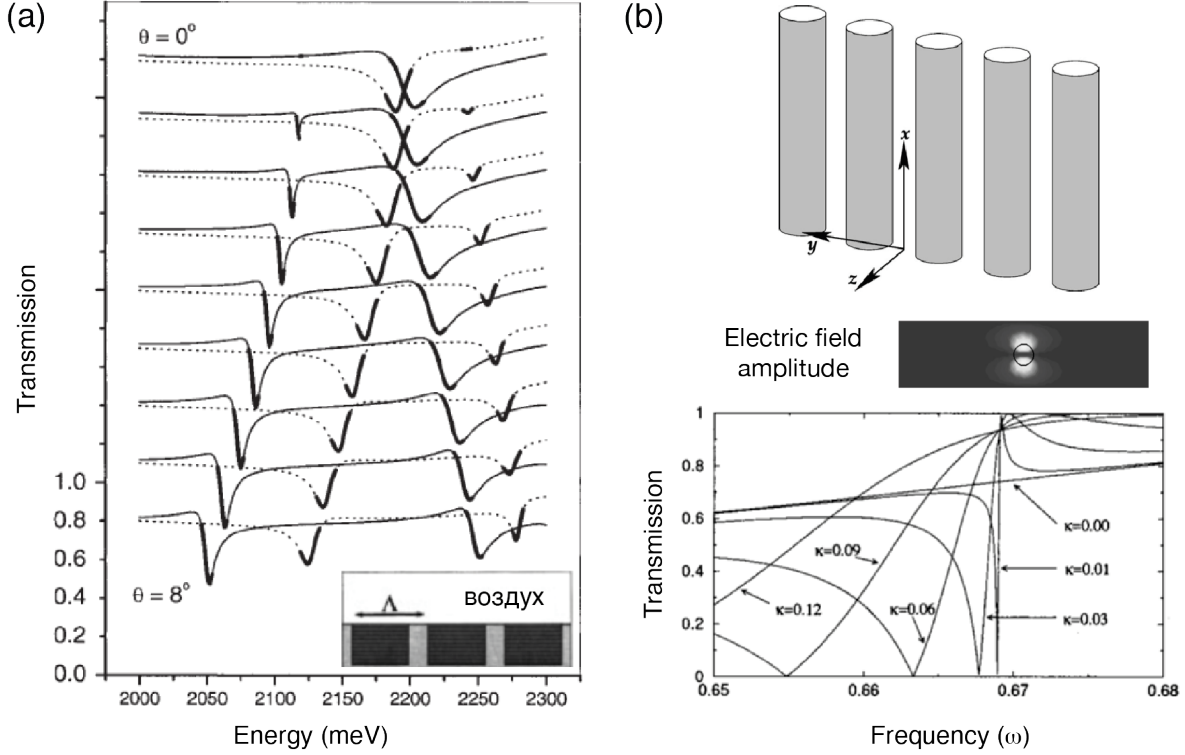 (a)
θ = 0°
θ = 8°
Transmission
1.0
0.8
0.6
0.4
0.2
0.0
Λ
воздух
2000 2050 2100 2150 2200 2250 2300
Energy (meV)
(b)
x
y
z
Electric field
amplitude
Transmission
1
0.8
0.6
0.4
0.2
0
κ=0.00
κ=0.09
κ=0.01
κ=0.12
κ=0.06
κ=0.03
0.65 0.66 0.67 0.68
Frequency (ω)